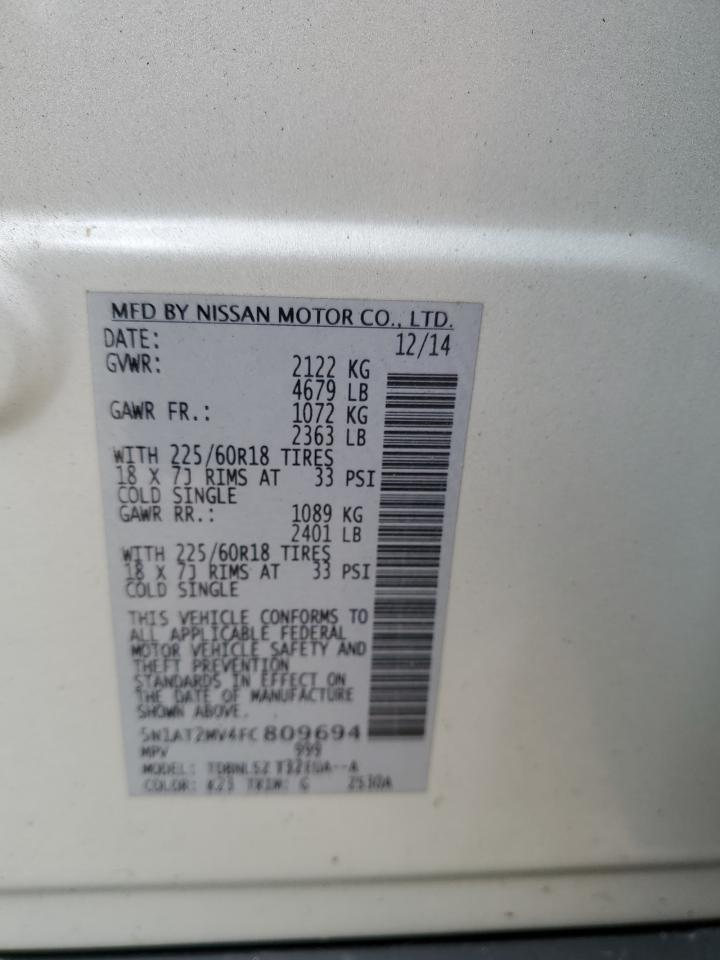 MFD BY NISSAN MOTOR CO., LTD.
DATE: 12/14
GVWR: 2122 KG
4679 LB
GAWR FR.: 1072 KG
2363 LB
WITH 225/60R18 TIRES
18 X 7J RIMS AT 33 PSI
COLD SINGLE
GAWR RR.: 1089 KG
2401 LB
WITH 225/60R18 TIRES
18 X 7J RIMS AT 33 PSI
COLD SINGLE
THIS VEHICLE CONFORMS TO
ALL APPLICABLE FEDERAL
MOTOR VEHICLE SAFETY AND
THEFT PREVENTION
STANDARDS IN EFFECT ON
THE DATE OF MANUFACTURE
SHOWN ABOVE.
5N1AT2MV4FC809694
MPV 999
MODEL:
COLOR: K23 TRIM: G